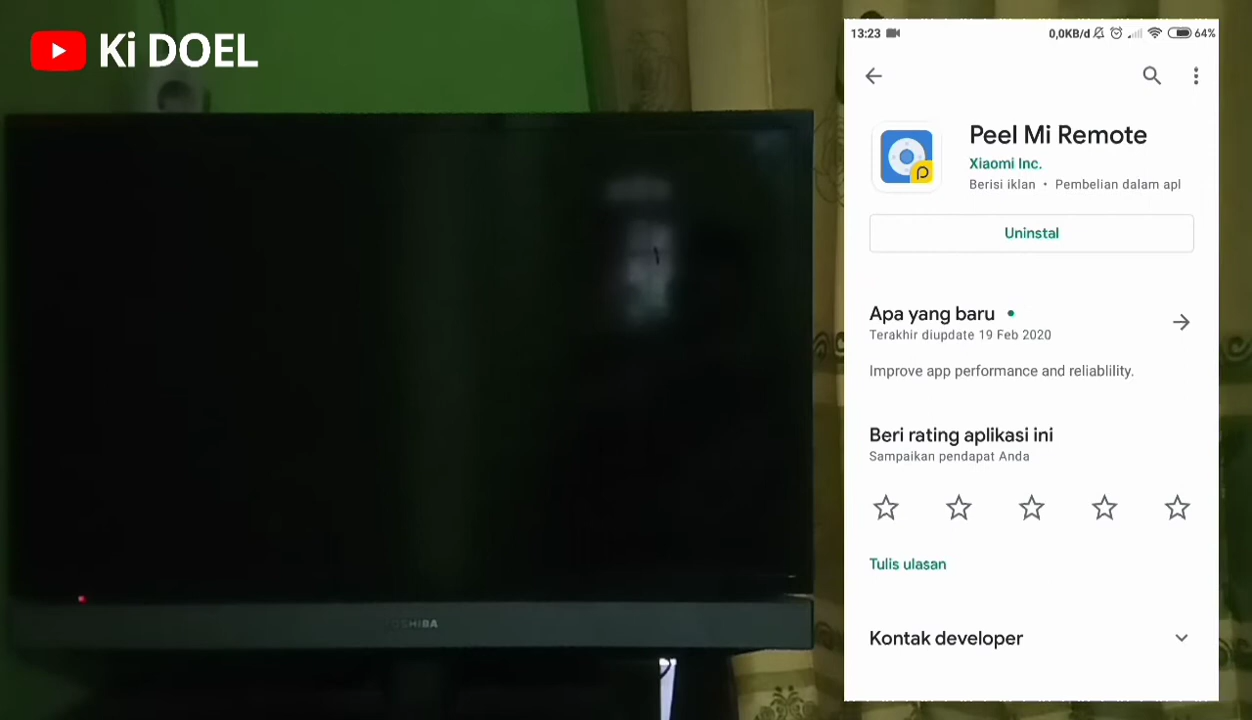 Ki DOEL
13:23
0,0KB/d
64%
Peel Mi Remote
Xiaomi Inc.
Berisi iklan • Pembelian dalam apl
Uninstal
Apa yang baru
Terakhir diupdate 19 Feb 2020
Improve app performance and reliablility.
Beri rating aplikasi ini
Sampaikan pendapat Anda
Tulis ulasan
Kontak developer
TOSHIBA